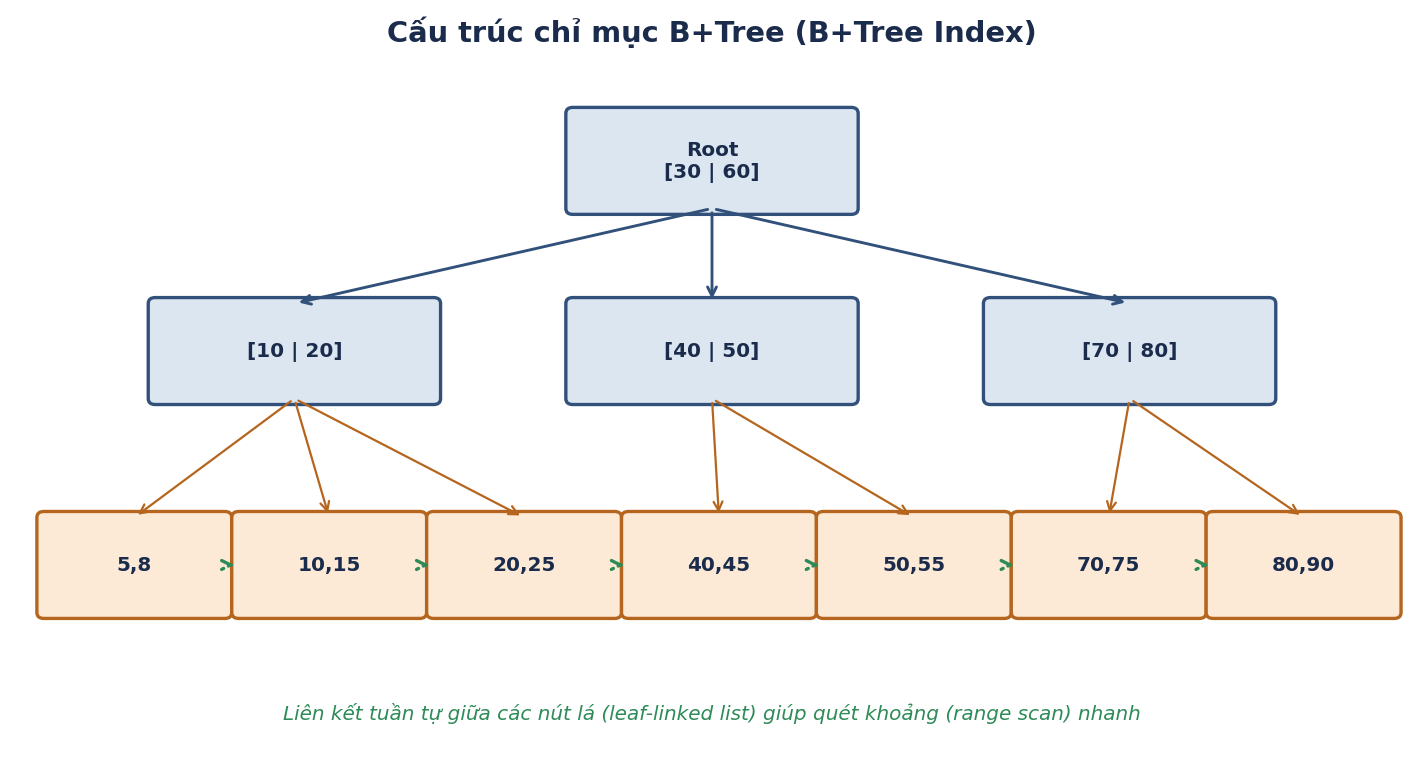 Cấu trúc chỉ mục B+Tree (B+Tree Index)
Root
[30 | 60]
[10 | 20]
[40 | 50]
[70 | 80]
5,8
10,15
20,25
40,45
50,55
70,75
80,90
Liên kết tuần tự giữa các nút lá (leaf-linked list) giúp quét khoảng (range scan) nhanh